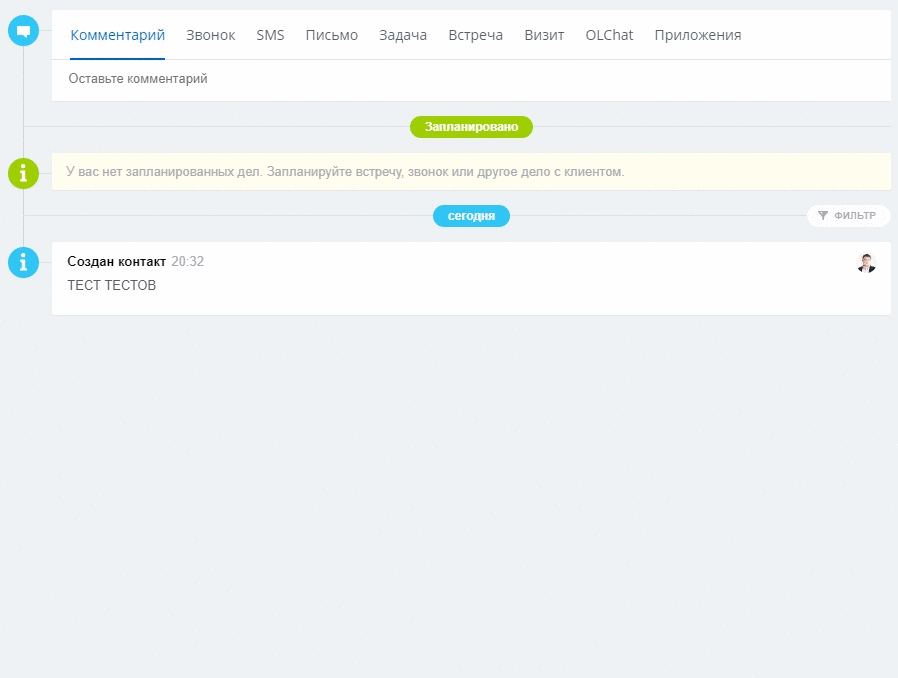 Комментарий Звонок SMS Письмо Задача Встреча Визит OLChat Приложения
Оставьте комментарий
Запланировано
У вас нет запланированных дел. Запланируйте встречу, звонок или другое дело с клиентом.
сегодня
ФИЛЬТР
Создан контакт 20:32
ТЕСТ ТЕСТОВ